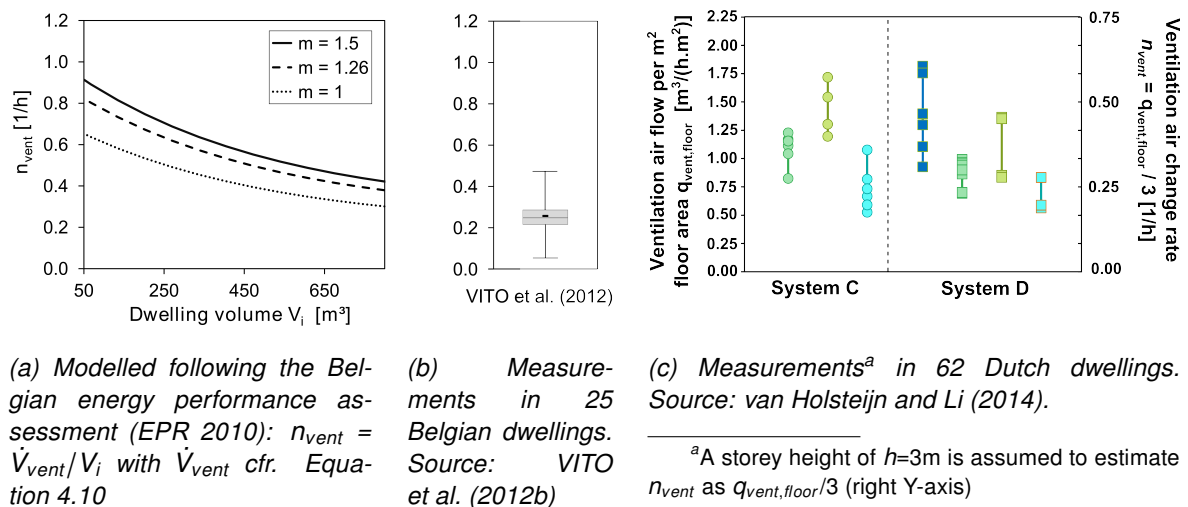 1.2
1.0
0.8
0.6
0.4
0.2
0.0
n_vent [1/h]
m = 1.5
m = 1.26
m = 1
50 250 450 650
Dwelling volume V_i [m³]
1.2
1.0
0.8
0.6
0.4
0.2
0.0
VITO et al. (2012)
Ventilation air flow per m²
floor area q_vent,floor [m³/(h.m²)]
2.25
2.00
1.75
1.50
1.25
1.00
0.75
0.50
0.25
0.00
System C System D
0.75
0.50
0.25
0.00
Ventilation air change rate
n_vent = q_vent,floor / 3 [1/h]
(a) Modelled following the Bel-
gian energy performance as-
sessment (EPR 2010): n_vent =
V̇_vent/V_i with V̇_vent cfr. Equa-
tion 4.10
(b) Measure-
ments in 25
Belgian dwellings.
Source: VITO
et al. (2012b)
(c) Measurements^a in 62 Dutch dwellings.
Source: van Holsteijn and Li (2014).
^a A storey height of h=3m is assumed to estimate
n_vent as q_vent,floor/3 (right Y-axis)